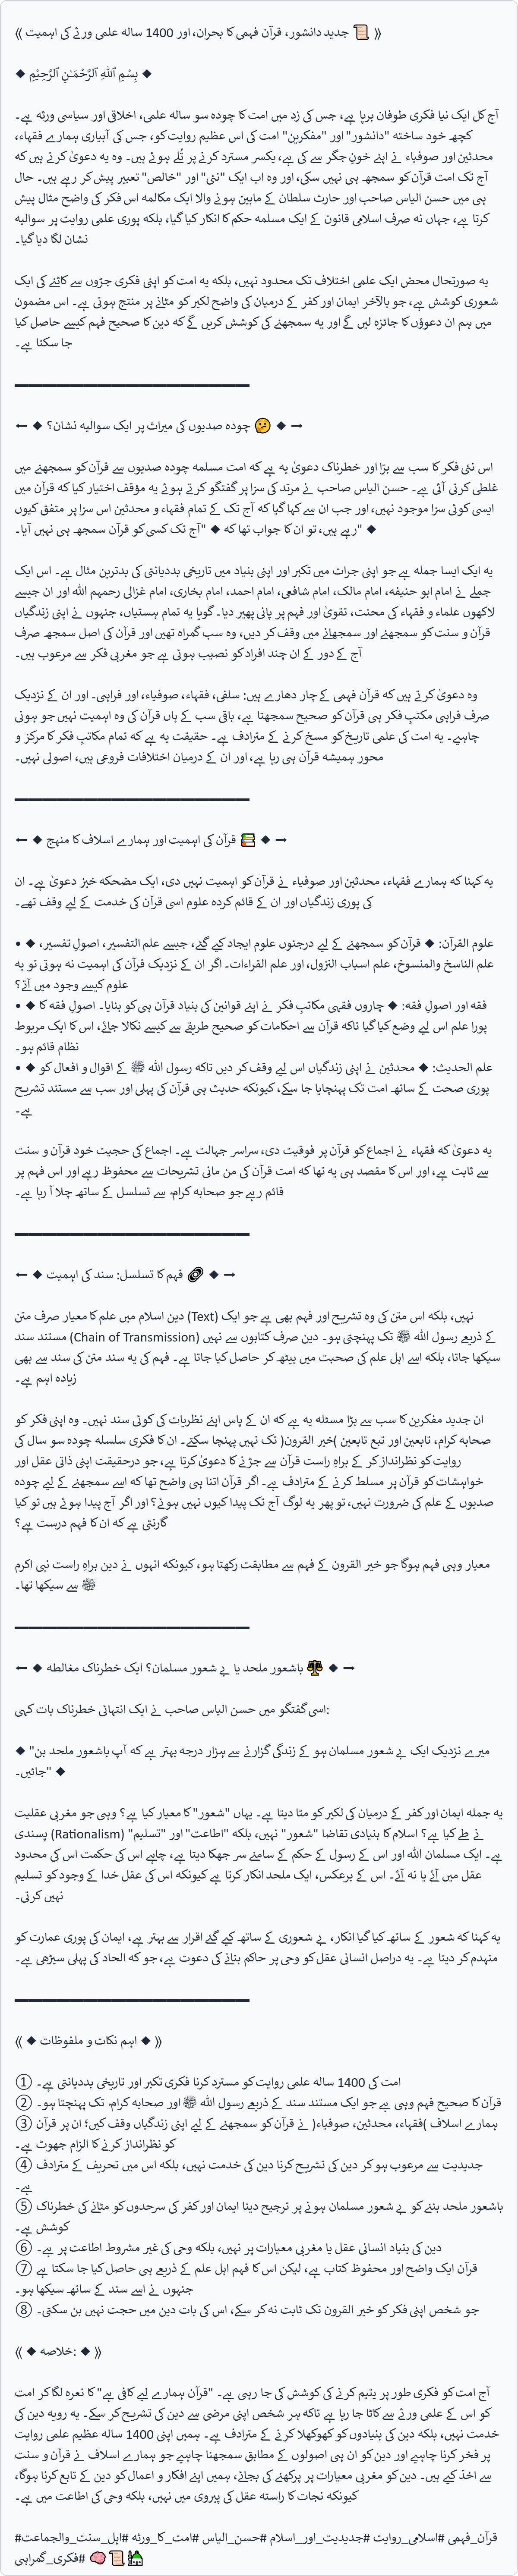 《 📜 جدید دانشور، قرآن فہمی کا بحران، اور 1400 سالہ علمی ورثے کی اہمیت 》
◆ بِسْمِ ٱللَّٰهِ ٱلرَّحْمَـٰنِ ٱلرَّحِيْمِ ◆
آج کل ایک نیا فکری طوفان برپا ہے، جس کی زد میں امت کا چودہ سو سالہ علمی، اخلاقی اور سیاسی ورثہ ہے۔
کچھ خود ساختہ "دانشور" اور "مفکرین" امت کی اس عظیم روایت کو، جس کی آبیاری ہمارے فقہاء،
محدثین اور صوفیاء نے اپنے خونِ جگر سے کی ہے، یکسر مسترد کرنے پر تُلے ہوئے ہیں۔ وہ یہ دعویٰ کرتے ہیں کہ
آج تک امت قرآن کو سمجھ ہی نہیں سکی، اور وہ اب ایک "نئی" اور "خالص" تعبیر پیش کر رہے ہیں۔ حال
ہی میں حسن الیاس صاحب اور حارث سلطان کے مابین ہونے والا ایک مکالمہ اس فکر کی واضح مثال پیش
کرتا ہے، جہاں نہ صرف اسلامی قانون کے ایک مسلمہ حکم کا انکار کیا گیا، بلکہ پوری علمی روایت پر سوالیہ
نشان لگا دیا گیا۔
یہ صورتحال محض ایک علمی اختلاف تک محدود نہیں، بلکہ یہ امت کو اپنی فکری جڑوں سے کاٹنے کی ایک
شعوری کوشش ہے، جو بالآخر ایمان اور کفر کے درمیان کی واضح لکیر کو مٹانے پر منتج ہوتی ہے۔ اس مضمون
میں ہم ان دعوؤں کا جائزہ لیں گے اور یہ سمجھنے کی کوشش کریں گے کہ دین کا صحیح فہم کیسے حاصل کیا
جا سکتا ہے۔
← ◆ چودہ صدیوں کی میراث پر ایک سوالیہ نشان؟ 🤔 ◆ →
اس نئی فکر کا سب سے بڑا اور خطرناک دعویٰ یہ ہے کہ امت مسلمہ چودہ صدیوں سے قرآن کو سمجھنے میں
غلطی کرتی آئی ہے۔ حسن الیاس صاحب نے مرتد کی سزا پر گفتگو کرتے ہوئے یہ مؤقف اختیار کیا کہ قرآن میں
ایسی کوئی سزا موجود نہیں، اور جب ان سے کہا گیا کہ آج تک کے تمام فقہاء و محدثین اس سزا پر متفق کیوں
رہے ہیں، تو ان کا جواب تھا کہ ◆ "آج تک کسی کو قرآن سمجھ ہی نہیں آیا۔" ◆
یہ ایک ایسا جملہ ہے جو اپنی جرات میں تکبر اور اپنی بنیاد میں تاریخی بددیانتی کی بدترین مثال ہے۔ اس ایک
جملے نے امام ابو حنیفہ، امام مالک، امام شافعی، امام احمد، امام بخاری، امام غزالی رحمہم اللہ اور ان جیسے
لاکھوں علماء و فقہاء کی محنت، تقویٰ اور فہم پر پانی پھیر دیا۔ گویا یہ تمام ہستیاں، جنہوں نے اپنی زندگیاں
قرآن و سنت کو سمجھنے اور سمجھانے میں وقف کر دیں، وہ سب گمراہ تھیں اور قرآن کی اصل سمجھ صرف
آج کے دور کے ان چند افراد کو نصیب ہوئی ہے جو مغربی فکر سے مرعوب ہیں۔
وہ دعویٰ کرتے ہیں کہ قرآن فہمی کے چار دھارے ہیں: سلفی، فقہاء، صوفیاء، اور فراہی۔ اور ان کے نزدیک
صرف فراہی مکتبِ فکر ہی قرآن کو صحیح سمجھتا ہے، باقی سب کے ہاں قرآن کی وہ اہمیت نہیں جو ہونی
چاہیے۔ یہ امت کی علمی تاریخ کو مسخ کرنے کے مترادف ہے۔ حقیقت یہ ہے کہ تمام مکاتبِ فکر کا مرکز و
محور ہمیشہ قرآن ہی رہا ہے، اور ان کے درمیان اختلافات فروعی ہیں، اصولی نہیں۔
← ◆ قرآن کی اہمیت اور ہمارے اسلاف کا منہج 📚 ◆ →
یہ کہنا کہ ہمارے فقہاء، محدثین اور صوفیاء نے قرآن کو اہمیت نہیں دی، ایک مضحکہ خیز دعویٰ ہے۔ ان
کی پوری زندگیاں اور ان کے قائم کردہ علوم اسی قرآن کی خدمت کے لیے وقف تھے۔
• ◆ علوم القرآن: ◆ قرآن کو سمجھنے کے لیے درجنوں علوم ایجاد کیے گئے، جیسے علم التفسیر، اصولِ تفسیر،
علم الناسخ والمنسوخ، علم اسباب النزول، اور علم القراءات۔ اگر ان کے نزدیک قرآن کی اہمیت نہ ہوتی تو یہ
علوم کیسے وجود میں آتے؟
• ◆ فقہ اور اصولِ فقہ: ◆ چاروں فقہی مکاتبِ فکر نے اپنے قوانین کی بنیاد قرآن ہی کو بنایا۔ اصولِ فقہ کا
پورا علم اس لیے وضع کیا گیا تاکہ قرآن سے احکامات کو صحیح طریقے سے کیسے نکالا جائے، اس کا ایک مربوط
نظام قائم ہو۔
• ◆ علم الحدیث: ◆ محدثین نے اپنی زندگیاں اس لیے وقف کر دیں تاکہ رسول اللہ ﷺ کے اقوال و افعال کو
پوری صحت کے ساتھ امت تک پہنچایا جا سکے، کیونکہ حدیث ہی قرآن کی پہلی اور سب سے مستند تشریح
ہے۔
یہ دعویٰ کہ فقہاء نے اجماع کو قرآن پر فوقیت دی، سراسر جہالت ہے۔ اجماع کی حجیت خود قرآن و سنت
سے ثابت ہے، اور اس کا مقصد ہی یہ تھا کہ امت قرآن کی من مانی تشریحات سے محفوظ رہے اور اس فہم پر
قائم رہے جو صحابہ کرامؓ سے تسلسل کے ساتھ چلا آ رہا ہے۔
← ◆ فہم کا تسلسل: سند کی اہمیت 🔗 ◆ →
دین اسلام میں علم کا معیار صرف متن (Text) نہیں، بلکہ اس متن کی وہ تشریح اور فہم بھی ہے جو ایک
مستند سند (Chain of Transmission) کے ذریعے رسول اللہ ﷺ تک پہنچتی ہو۔ دین صرف کتابوں سے نہیں
سیکھا جاتا، بلکہ اسے اہل علم کی صحبت میں بیٹھ کر حاصل کیا جاتا ہے۔ فہم کی یہ سند متن کی سند سے بھی
زیادہ اہم ہے۔
ان جدید مفکرین کا سب سے بڑا مسئلہ یہ ہے کہ ان کے پاس اپنے نظریات کی کوئی سند نہیں۔ وہ اپنی فکر کو
صحابہ کرام، تابعین اور تبع تابعین (خیر القرون) تک نہیں پہنچا سکتے۔ ان کا فکری سلسلہ چودہ سو سال کی
روایت کو نظرانداز کر کے براہِ راست قرآن سے جڑنے کا دعویٰ کرتا ہے، جو درحقیقت اپنی ذاتی عقل اور
خواہشات کو قرآن پر مسلط کرنے کے مترادف ہے۔ اگر قرآن اتنا ہی واضح تھا کہ اسے سمجھنے کے لیے چودہ
صدیوں کے علم کی ضرورت نہیں، تو پھر یہ لوگ آج تک پیدا کیوں نہیں ہوئے؟ اور اگر آج پیدا ہوئے ہیں تو کیا
گارنٹی ہے کہ ان کا فہم درست ہے؟
معیار وہی فہم ہوگا جو خیر القرون کے فہم سے مطابقت رکھتا ہو، کیونکہ انہوں نے دین براہِ راست نبی اکرم
ﷺ سے سیکھا تھا۔
← ◆ باشعور ملحد یا بے شعور مسلمان؟ ایک خطرناک مغالطہ ⚖️ ◆ →
اسی گفتگو میں حسن الیاس صاحب نے ایک انتہائی خطرناک بات کہی:
◆ "میرے نزدیک ایک بے شعور مسلمان ہو کے زندگی گزارنے سے ہزار درجہ بہتر ہے کہ آپ باشعور ملحد بن
جائیں۔" ◆
یہ جملہ ایمان اور کفر کے درمیان کی لکیر کو مٹا دیتا ہے۔ یہاں "شعور" کا معیار کیا ہے؟ وہی جو مغربی عقلیت
پسندی (Rationalism) نے طے کیا ہے؟ اسلام کا بنیادی تقاضا "شعور" نہیں، بلکہ "اطاعت" اور "تسلیم"
ہے۔ ایک مسلمان اللہ اور اس کے رسول کے حکم کے سامنے سر جھکا دیتا ہے، چاہے اس کی حکمت اس کی محدود
عقل میں آئے یا نہ آئے۔ اس کے برعکس، ایک ملحد انکار کرتا ہے کیونکہ اس کی عقل خدا کے وجود کو تسلیم
نہیں کرتی۔
یہ کہنا کہ شعور کے ساتھ کیا گیا انکار، بے شعوری کے ساتھ کیے گئے اقرار سے بہتر ہے، ایمان کی پوری عمارت کو
منہدم کر دیتا ہے۔ یہ دراصل انسانی عقل کو وحی پر حاکم بنانے کی دعوت ہے، جو کہ الحاد کی پہلی سیڑھی ہے۔
《 ◆ اہم نکات و ملفوظات ◆ 》
① امت کی 1400 سالہ علمی روایت کو مسترد کرنا فکری تکبر اور تاریخی بددیانتی ہے۔
② قرآن کا صحیح فہم وہی ہے جو ایک مستند سند کے ذریعے رسول اللہ ﷺ اور صحابہ کرامؓ تک پہنچتا ہو۔
③ ہمارے اسلاف (فقہاء، محدثین، صوفیاء) نے قرآن کو سمجھنے کے لیے اپنی زندگیاں وقف کیں؛ ان پر قرآن
کو نظرانداز کرنے کا الزام جھوٹ ہے۔
④ جدیدیت سے مرعوب ہو کر دین کی تشریح کرنا دین کی خدمت نہیں، بلکہ اس میں تحریف کے مترادف
ہے۔
⑤ باشعور ملحد بننے کو بے شعور مسلمان ہونے پر ترجیح دینا ایمان اور کفر کی سرحدوں کو مٹانے کی خطرناک
کوشش ہے۔
⑥ دین کی بنیاد انسانی عقل یا مغربی معیارات پر نہیں، بلکہ وحی کی غیر مشروط اطاعت پر ہے۔
⑦ قرآن ایک واضح اور محفوظ کتاب ہے، لیکن اس کا فہم اہل علم کے ذریعے ہی حاصل کیا جا سکتا ہے
جنہوں نے اسے سند کے ساتھ سیکھا ہو۔
⑧ جو شخص اپنی فکر کو خیر القرون تک ثابت نہ کر سکے، اس کی بات دین میں حجت نہیں بن سکتی۔
《 ◆ خلاصہ: ◆ 》
آج امت کو فکری طور پر یتیم کرنے کی کوشش کی جا رہی ہے۔ "قرآن ہمارے لیے کافی ہے" کا نعرہ لگا کر امت
کو اس کے علمی ورثے سے کاٹا جا رہا ہے تاکہ ہر شخص اپنی مرضی سے دین کی تشریح کر سکے۔ یہ رویہ دین کی
خدمت نہیں، بلکہ دین کی بنیادوں کو کھوکھلا کرنے کے مترادف ہے۔ ہمیں اپنی 1400 سالہ عظیم علمی روایت
پر فخر کرنا چاہیے اور دین کو ان ہی اصولوں کے مطابق سمجھنا چاہیے جو ہمارے اسلاف نے قرآن و سنت
سے اخذ کیے ہیں۔ دین کو مغربی معیارات پر پرکھنے کی بجائے، ہمیں اپنے افکار و اعمال کو دین کے تابع کرنا ہوگا،
کیونکہ نجات کا راستہ عقل کی پیروی میں نہیں، بلکہ وحی کی اطاعت میں ہے۔
#قرآن_فہمی #اسلامی_روایت #جدیدیت_اور_اسلام #حسن_الیاس #امت_کا_ورثہ #اہل_سنت_والجماعت
#فکری_گمراہی 🧠📜🕌